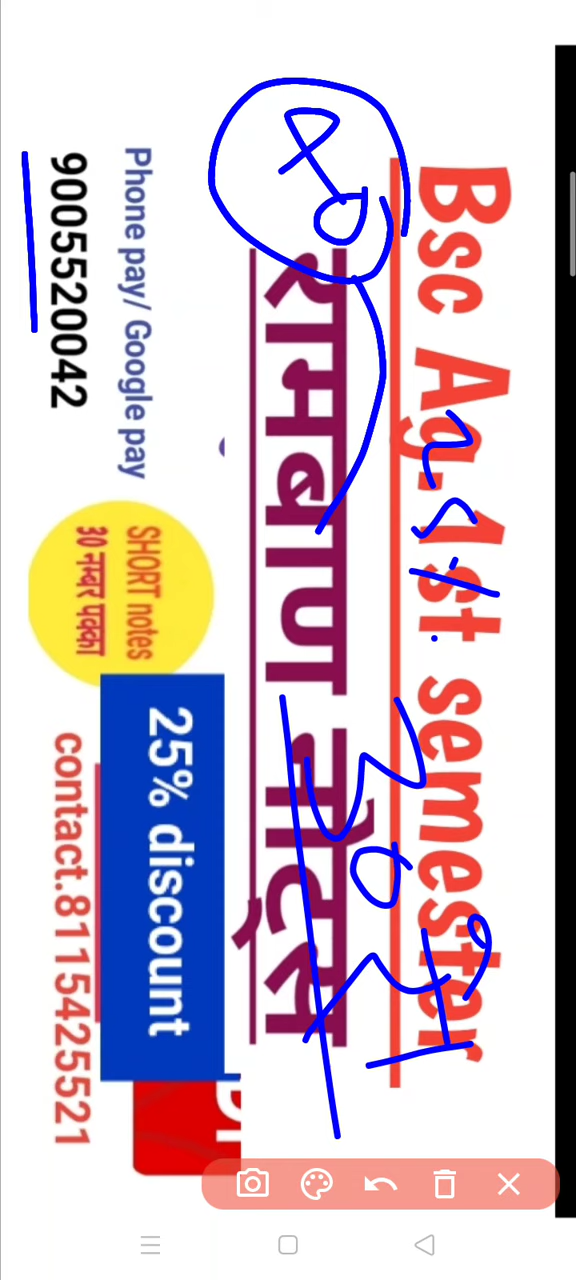 Bsc Ag.1st semester
रामबाण नोट्स
Phone pay/ Google pay
9005520042
SHORT notes
30 नम्बर पक्का
25% discount
contact.8115425521